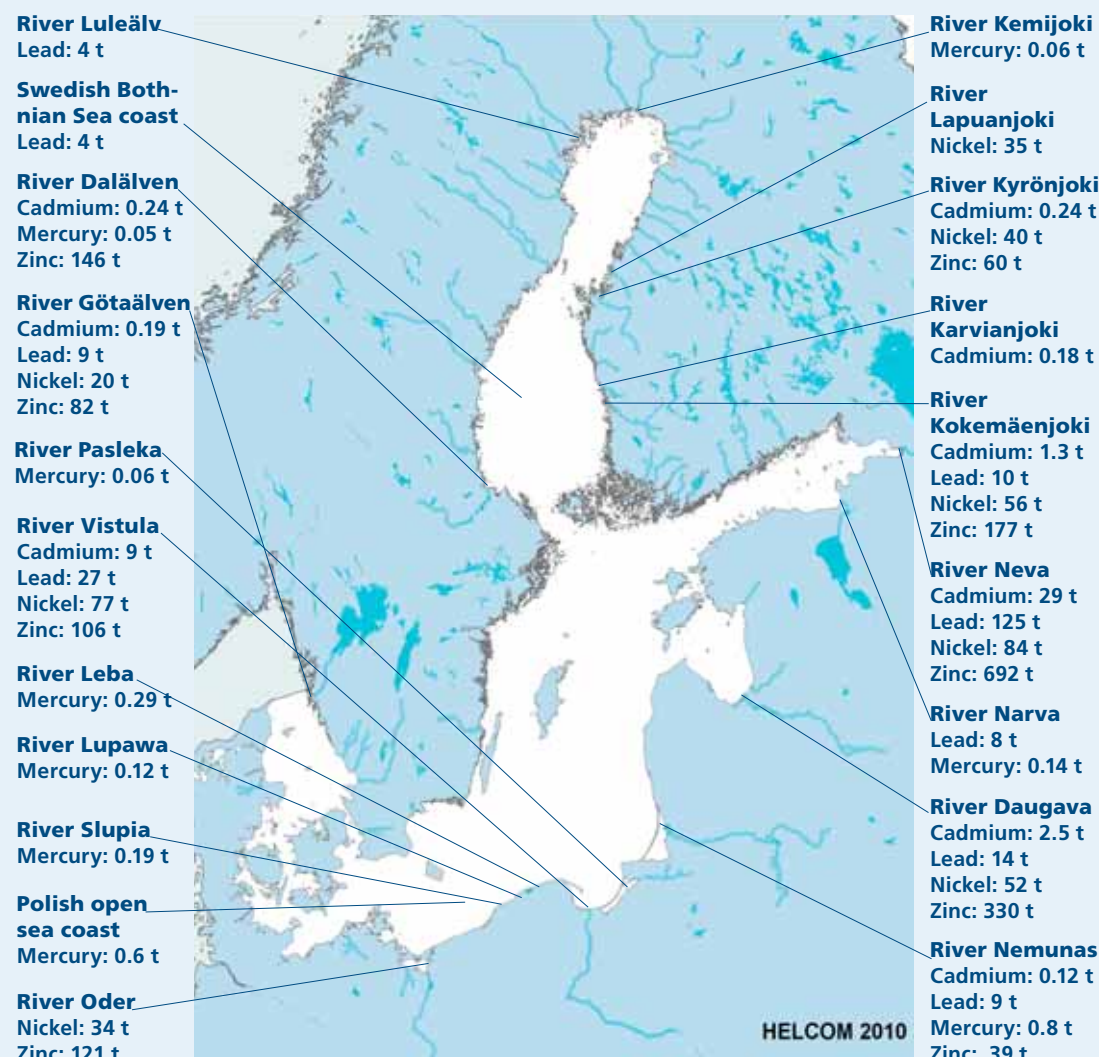 River Luleälv
Lead: 4 t
Swedish Both-
nian Sea coast
Lead: 4 t
River Dalälven
Cadmium: 0.24 t
Mercury: 0.05 t
Zinc: 146 t
River Götaälven
Cadmium: 0.19 t
Lead: 9 t
Nickel: 20 t
Zinc: 82 t
River Pasleka
Mercury: 0.06 t
River Vistula
Cadmium: 9 t
Lead: 27 t
Nickel: 77 t
Zinc: 106 t
River Leba
Mercury: 0.29 t
River Lupawa
Mercury: 0.12 t
River Slupia
Mercury: 0.19 t
Polish open
sea coast
Mercury: 0.6 t
River Oder
Nickel: 34 t
Zinc: 121 t
River Kemijoki
Mercury: 0.06 t
River
Lapuanjoki
Nickel: 35 t
River Kyrönjoki
Cadmium: 0.24 t
Nickel: 40 t
Zinc: 60 t
River
Karvianjoki
Cadmium: 0.18 t
River
Kokemäenjoki
Cadmium: 1.3 t
Lead: 10 t
Nickel: 56 t
Zinc: 177 t
River Neva
Cadmium: 29 t
Lead: 125 t
Nickel: 84 t
Zinc: 692 t
River Narva
Lead: 8 t
Mercury: 0.14 t
River Daugava
Cadmium: 2.5 t
Lead: 14 t
Nickel: 52 t
Zinc: 330 t
River Nemunas
Cadmium: 0.12 t
Lead: 9 t
Mercury: 0.8 t
Zinc: 39 t
HELCOM 2010